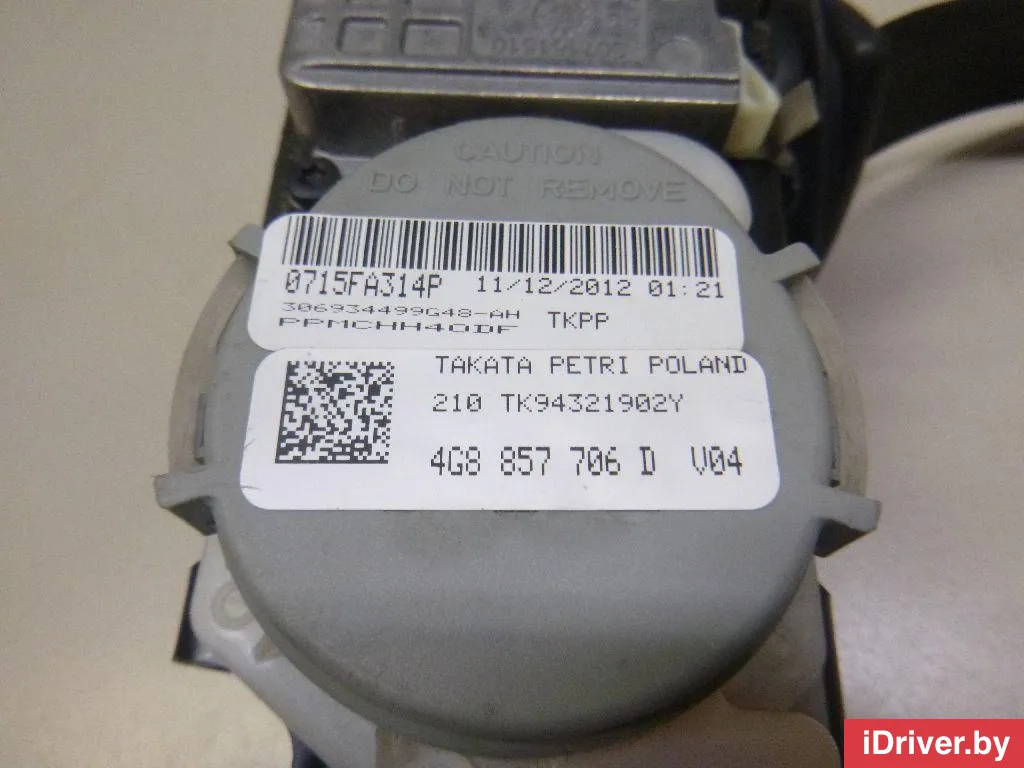 CAUTION
DO NOT REMOVE
0715FA314P 11/12/2012 01:21
306934499G48-AH
PPMCHH40DF TKPP
TAKATA PETRI POLAND
210 TK94321902Y
4G8 857 706 D V04
iDriver.by